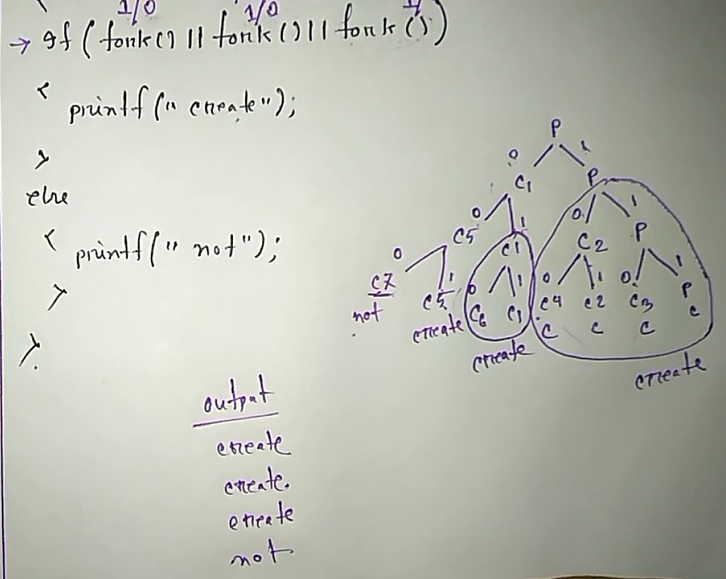 1/0 1/0 1/
→ if ( fork() || fork() || fork())
{
printf(" create");
}
else
{ printf(" not");
}
}
P
0 1
C1 P
0 1 0 1
C5 C1 C2 P
0 1 0 1 0 1 0 1
C7 C5 C6 C1 C4 C2 C3 P
not create C C C C
create create
output
create
create.
create
not